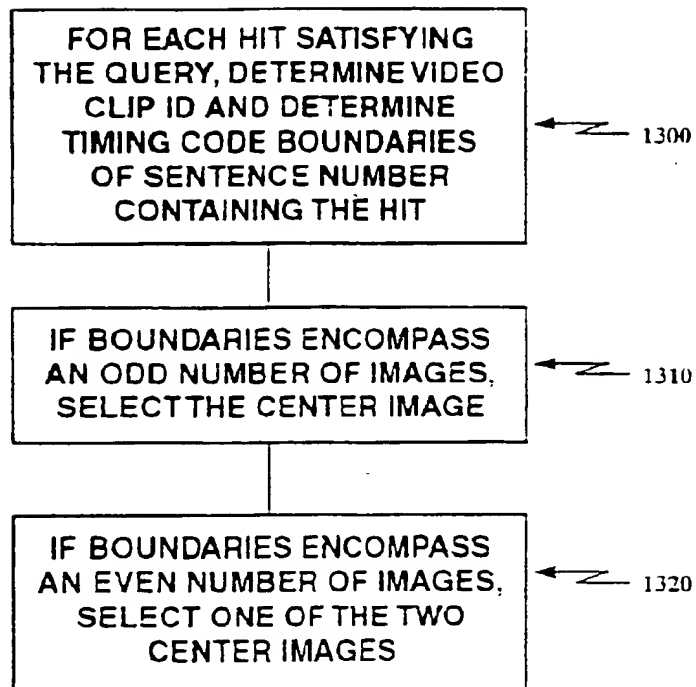 FOR EACH HIT SATISFYING
THE QUERY, DETERMINE VIDEO
CLIP ID AND DETERMINE
TIMING CODE BOUNDARIES
OF SENTENCE NUMBER
CONTAINING THE HIT
1300
IF BOUNDARIES ENCOMPASS
AN ODD NUMBER OF IMAGES,
SELECT THE CENTER IMAGE
1310
IF BOUNDARIES ENCOMPASS
AN EVEN NUMBER OF IMAGES,
SELECT ONE OF THE TWO
CENTER IMAGES
1320